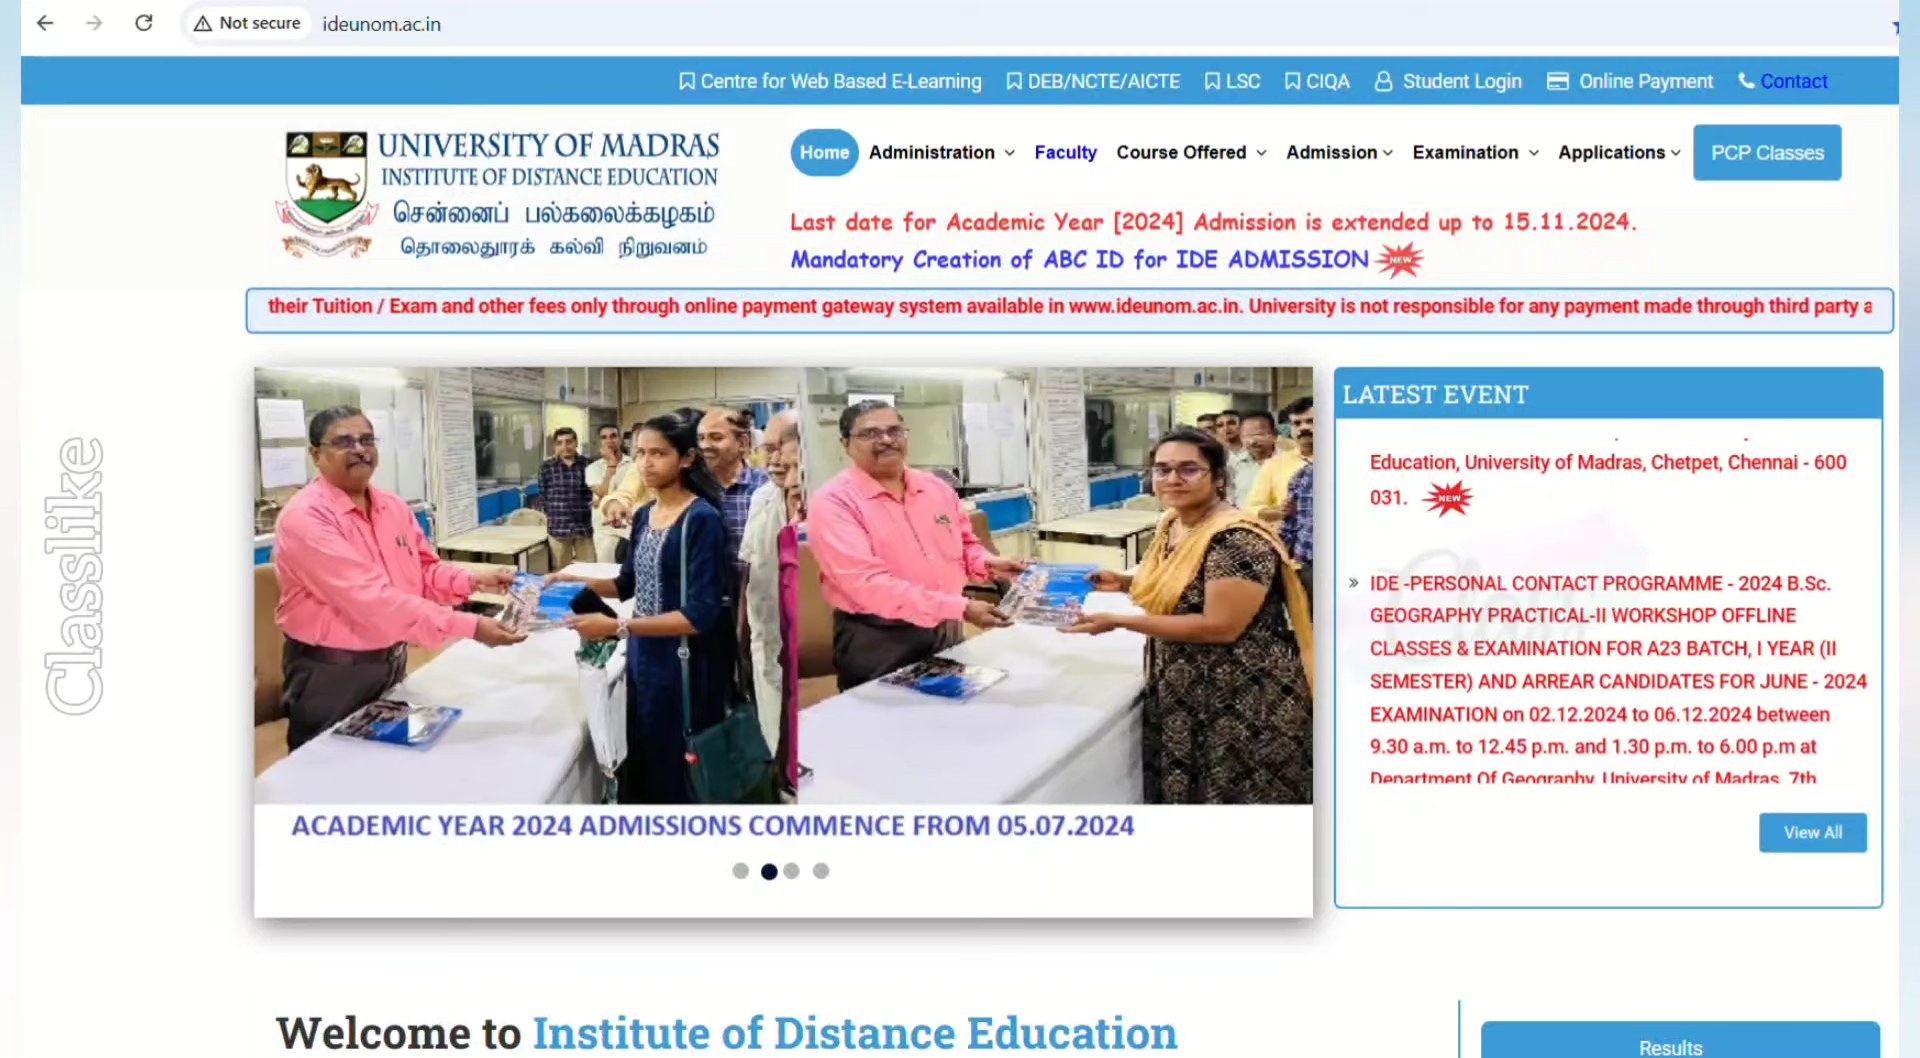 Not secure ideunom.ac.in
Centre for Web Based E-Learning DEB/NCTE/AICTE LSC CIQA Student Login Online Payment Contact
UNIVERSITY OF MADRAS
INSTITUTE OF DISTANCE EDUCATION
சென்னைப் பல்கலைக்கழகம்
தொலைதூரக் கல்வி நிறுவனம்
Home Administration Faculty Course Offered Admission Examination Applications PCP Classes
Last date for Academic Year [2024] Admission is extended up to 15.11.2024.
Mandatory Creation of ABC ID for IDE ADMISSION NEW
their Tuition / Exam and other fees only through online payment gateway system available in www.ideunom.ac.in. University is not responsible for any payment made through third party a
LATEST EVENT
Education, University of Madras, Chetpet, Chennai - 600
031. NEW
» IDE -PERSONAL CONTACT PROGRAMME - 2024 B.Sc.
GEOGRAPHY PRACTICAL-II WORKSHOP OFFLINE
CLASSES & EXAMINATION FOR A23 BATCH, I YEAR (II
SEMESTER) AND ARREAR CANDIDATES FOR JUNE - 2024
EXAMINATION on 02.12.2024 to 06.12.2024 between
9.30 a.m. to 12.45 p.m. and 1.30 p.m. to 6.00 p.m at
Department Of Geography, University of Madras, 7th
View All
ACADEMIC YEAR 2024 ADMISSIONS COMMENCE FROM 05.07.2024
Classlike
Class
Welcome to Institute of Distance Education
Results